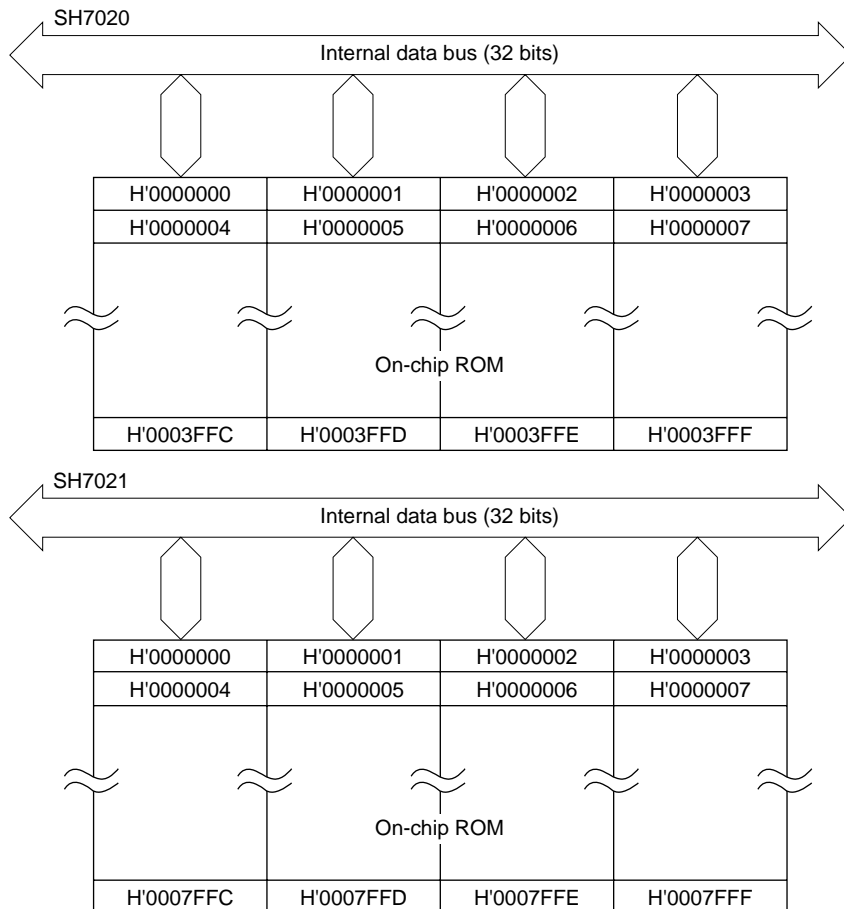 SH7020
Internal data bus (32 bits)
H'0000000 H'0000001 H'0000002 H'0000003
H'0000004 H'0000005 H'0000006 H'0000007
On-chip ROM
H'0003FFC H'0003FFD H'0003FFE H'0003FFF
SH7021
Internal data bus (32 bits)
H'0000000 H'0000001 H'0000002 H'0000003
H'0000004 H'0000005 H'0000006 H'0000007
On-chip ROM
H'0007FFC H'0007FFD H'0007FFE H'0007FFF